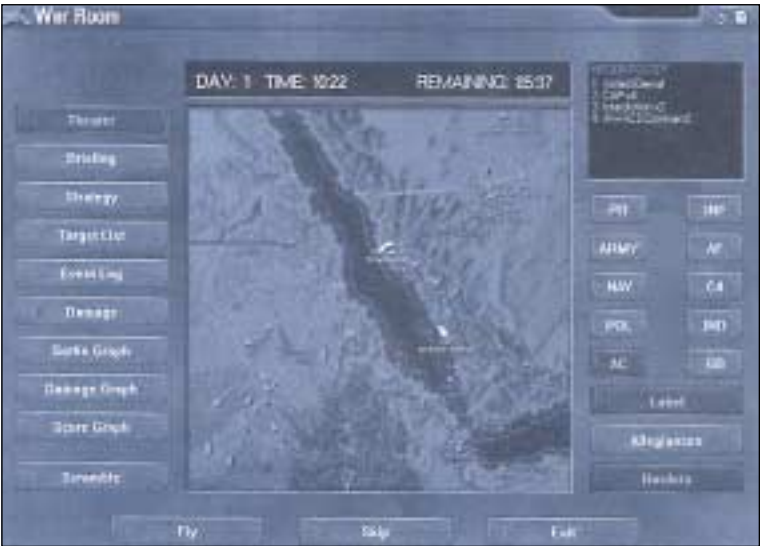 War Room
DAY: 1 TIME: 10:22 REMAINING: 85:37
Theater
Briefing
Strategy
Target List
Event Log
Damage
Sortie Graph
Damage Graph
Score Graph
Scramble
INF
ARMY
AF
NAV
C4
POL
IND
AC
GB
Label
Allegiances
Borders
Fly
Skip
Exit